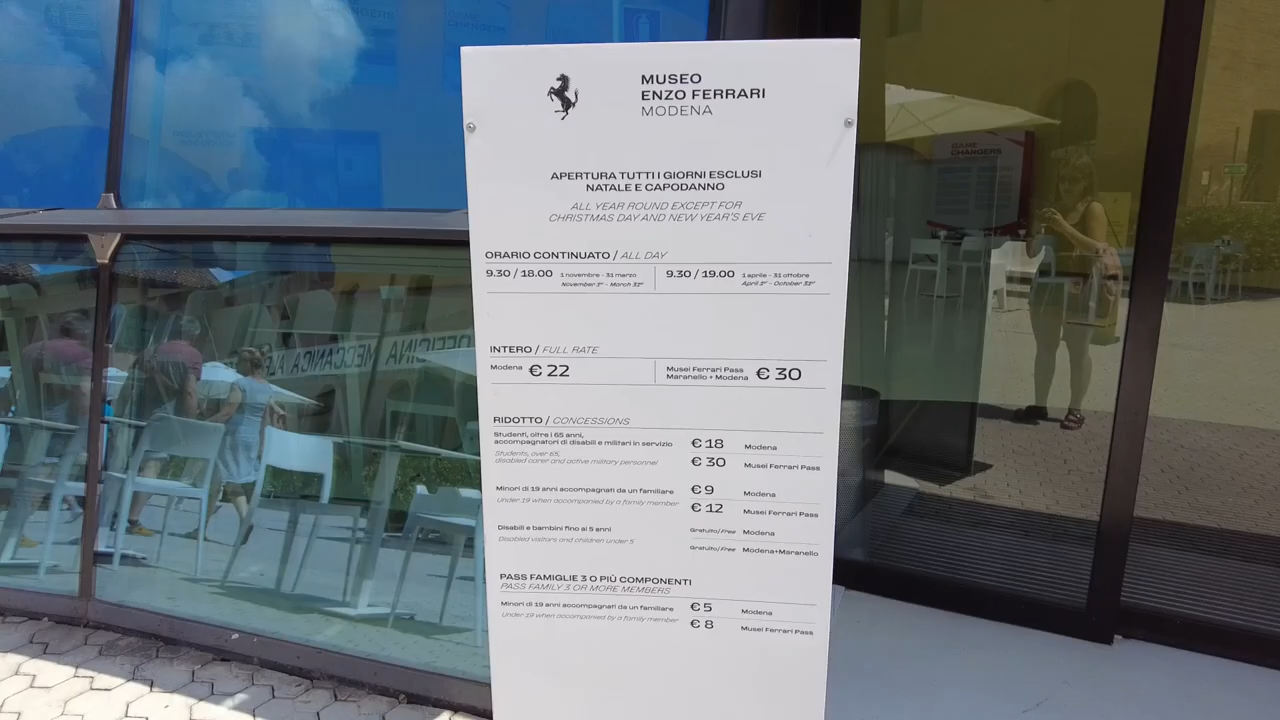 MUSEO
ENZO FERRARI
MODENA
APERTURA TUTTI I GIORNI ESCLUSI
NATALE E CAPODANNO
ALL YEAR ROUND EXCEPT FOR
CHRISTMAS DAY AND NEW YEAR'S EVE
ORARIO CONTINUATO / ALL DAY
9.30 / 18.00 1 novembre - 31 marzo
November 1st - March 31st
9.30 / 19.00 1 aprile - 31 ottobre
April 1st - October 31st
INTERO / FULL RATE
Modena € 22
Musei Ferrari Pass
Maranello + Modena € 30
RIDOTTO / CONCESSIONS
Studenti, oltre i 65 anni,
accompagnatori di disabili e militari in servizio
Students, over 65,
disabled carer and active military personnel
€ 18 Modena
€ 30 Musei Ferrari Pass
Minori di 19 anni accompagnati da un familiare
Under 19 when accompanied by a family member
€ 9 Modena
€ 12 Musei Ferrari Pass
Disabili e bambini fino ai 5 anni
Disabled visitors and children under 5
Gratuito/Free Modena
Gratuito/Free Modena+Maranello
PASS FAMIGLIE 3 O PIÙ COMPONENTI
PASS FAMILY 3 OR MORE MEMBERS
Minori di 19 anni accompagnati da un familiare
Under 19 when accompanied by a family member
€ 5 Modena
€ 8 Musei Ferrari Pass
GAME
CHANGERS
OFFICINA MECCANICA